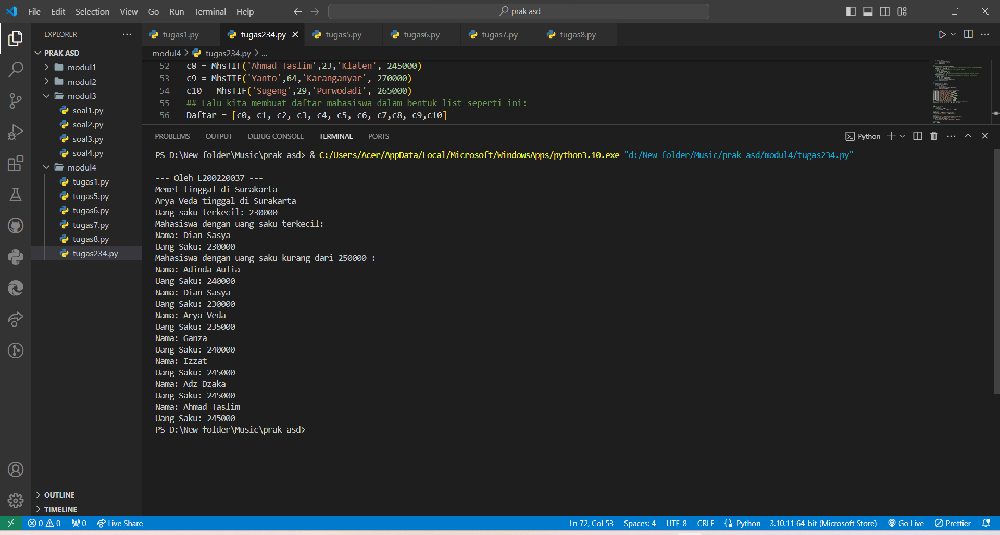 File Edit Selection View Go Run Terminal Help
prak asd
EXPLORER
PRAK ASD
modul1
modul2
modul3
soal1.py
soal2.py
soal3.py
soal4.py
modul4
tugas1.py
tugas5.py
tugas6.py
tugas7.py
tugas8.py
tugas234.py
OUTLINE
TIMELINE
tugas1.py tugas234.py tugas5.py tugas6.py tugas7.py tugas8.py
modul4 > tugas234.py > ...
52 c8 = MhsTIF('Ahmad Taslim',23,'Klaten', 245000)
53 c9 = MhsTIF('Yanto',64,'Karanganyar', 270000)
54 c10 = MhsTIF('Sugeng',29,'Purwodadi', 265000)
55 ## Lalu kita membuat daftar mahasiswa dalam bentuk list seperti ini:
56 Daftar = [c0, c1, c2, c3, c4, c5, c6, c7,c8, c9,c10]
PROBLEMS OUTPUT DEBUG CONSOLE TERMINAL PORTS
Python
PS D:\New folder\Music\prak asd> & C:/Users/Acer/AppData/Local/Microsoft/WindowsApps/python3.10.exe "d:/New folder/Music/prak asd/modul4/tugas234.py"
--- Oleh L200220037 ---
Memet tinggal di Surakarta
Arya Veda tinggal di Surakarta
Uang saku terkecil: 230000
Mahasiswa dengan uang saku terkecil:
Nama: Dian Sasya
Uang Saku: 230000
Mahasiswa dengan uang saku kurang dari 250000 :
Nama: Adinda Aulia
Uang Saku: 240000
Nama: Dian Sasya
Uang Saku: 230000
Nama: Arya Veda
Uang Saku: 235000
Nama: Ganza
Uang Saku: 240000
Nama: Izzat
Uang Saku: 245000
Nama: Adz Dzaka
Uang Saku: 245000
Nama: Ahmad Taslim
Uang Saku: 245000
PS D:\New folder\Music\prak asd>
0 0 0 Live Share Ln 72, Col 53 Spaces: 4 UTF-8 CRLF Python 3.10.11 64-bit (Microsoft Store) Go Live Prettier